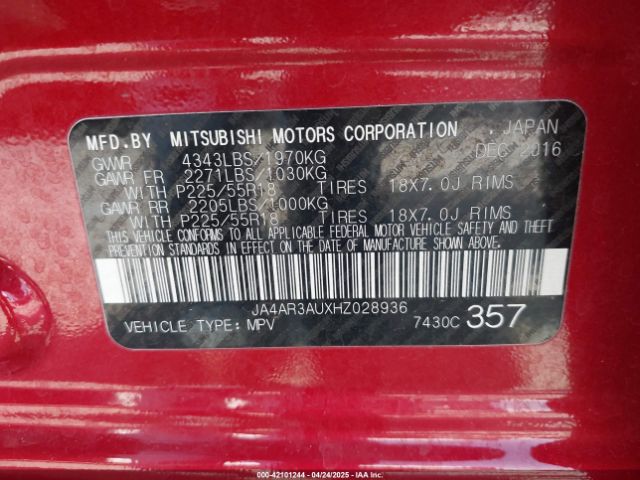 MFD.BY MITSUBISHI MOTORS CORPORATION , JAPAN
GVWR 4343LBS/1970KG DEC 2016
GAWR FR 2271LBS/1030KG
WITH P225/55R18 TIRES 18X7.0J RIMS
GAWR RR 2205LBS/1000KG
WITH P225/55R18 TIRES 18X7.0J RIMS
THIS VEHICLE CONFORMS TO ALL APPLICABLE FEDERAL MOTOR VEHICLE SAFETY AND THEFT
PREVENTION STANDARDS IN EFFECT ON THE DATE OF MANUFACTURE SHOWN ABOVE.
JA4AR3AUXHZ028936
VEHICLE TYPE: MPV 7430C 357
000-42101244 - 04/24/2025 - IAAI.COM